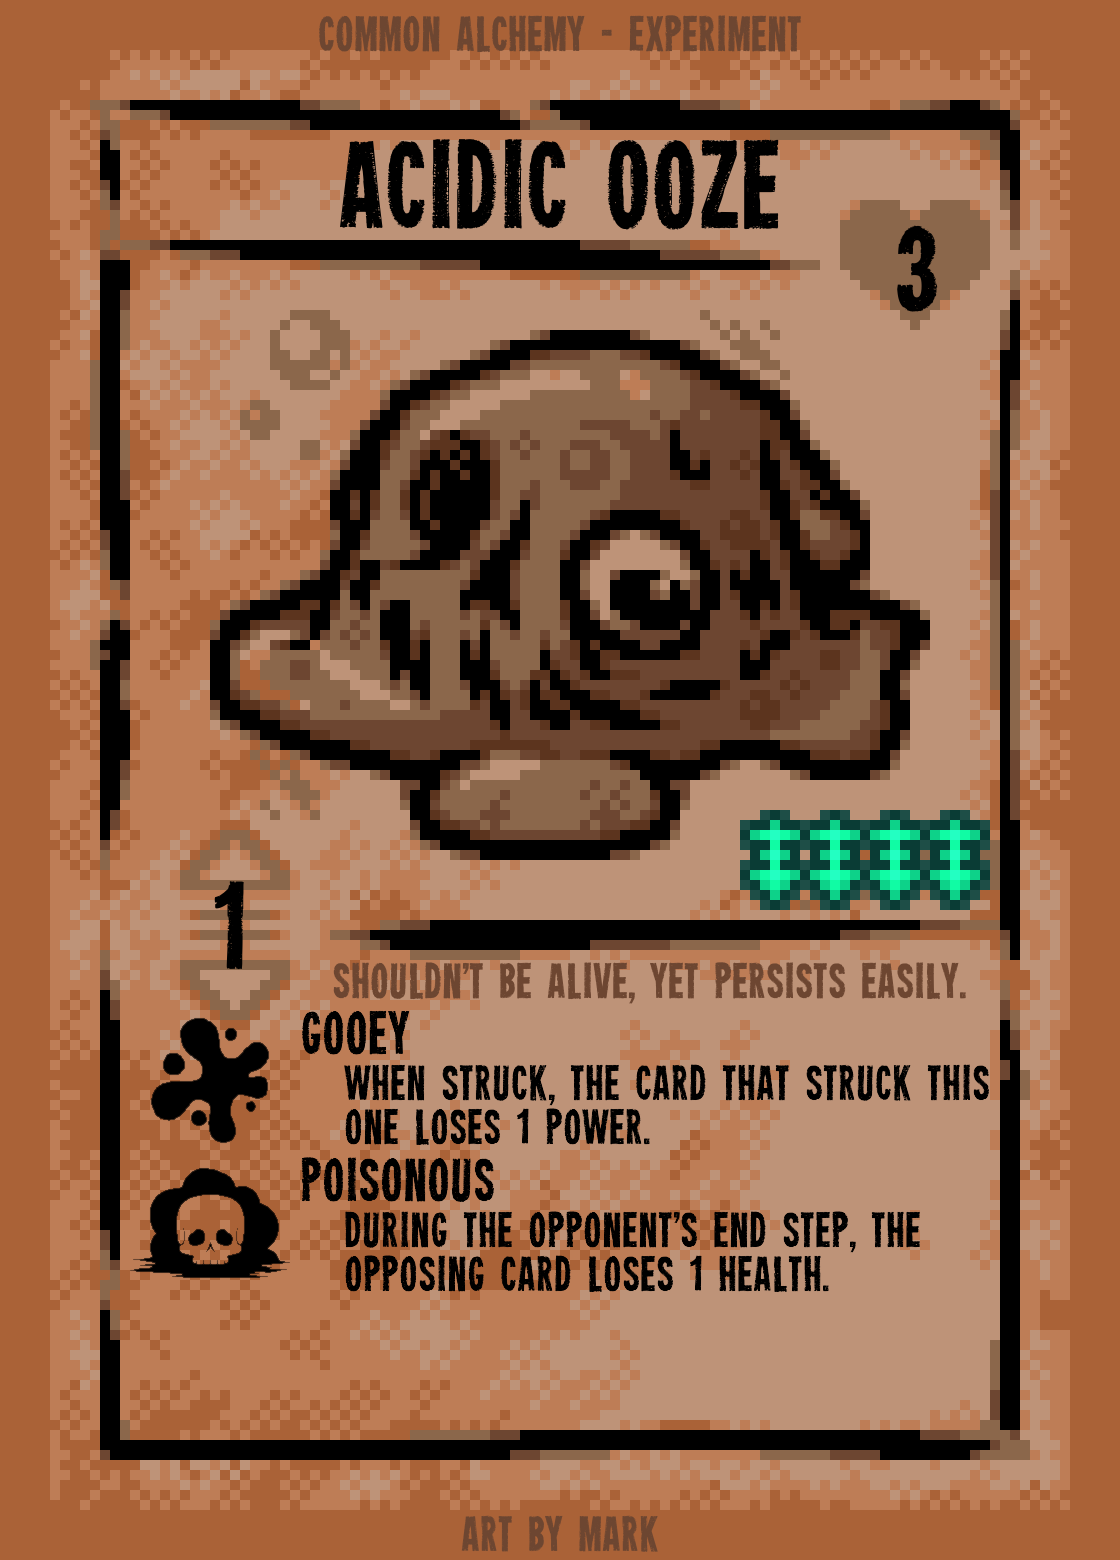 COMMON ALCHEMY - EXPERIMENT
ACIDIC OOZE
3
1
SHOULDN'T BE ALIVE, YET PERSISTS EASILY.
GOOEY
WHEN STRUCK, THE CARD THAT STRUCK THIS
ONE LOSES 1 POWER.
POISONOUS
DURING THE OPPONENT'S END STEP, THE
OPPOSING CARD LOSES 1 HEALTH.
ART BY MARK